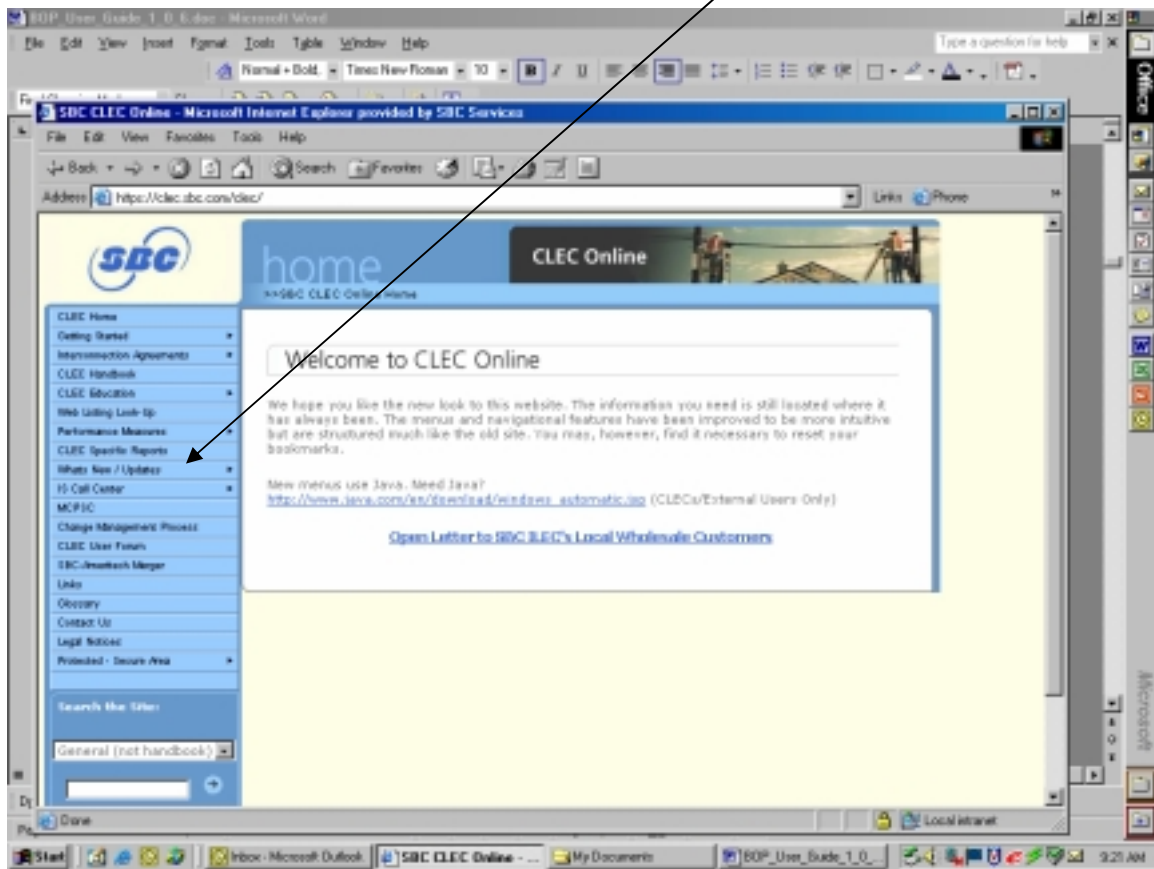 BOP_User_Guide_1_0_6.doc - Microsoft Word
File Edit View Insert Format Tools Table Window Help
Type a question for help
Normal + Bold, Times New Roman 10 B I U
Office
SBC CLEC Online - Microsoft Internet Explorer provided by SBC Services
File Edit View Favorites Tools Help
Back Search Favorites
Address https://clec.sbc.com/clec/
Links Phone
SBC
home
CLEC Online
>>SBC CLEC Online Home
CLEC Home
Getting Started
Interconnection Agreements
CLEC Handbook
CLEC Education
Web Listing Look-Up
Performance Measures
CLEC Specific Reports
Whats New / Updates
IS Call Center
MCPSC
Change Management Process
CLEC User Forum
SBC-Ameritech Merger
Links
Glossary
Contact Us
Legal Notices
Protected - Secure Area
Search the Site:
General (not handbook)
Welcome to CLEC Online
We hope you like the new look to this website. The information you need is still located where it
has always been. The menus and navigational features have been improved to be more intuitive
but are structured much like the old site. You may, however, find it necessary to reset your
bookmarks.
New menus use Java. Need Java?
http://www.java.com/en/download/windows_automatic.jsp (CLECs/External Users Only)
Open Letter to SBC ILEC's Local Wholesale Customers
Microsoft
Done
Local intranet
Start
Inbox - Microsoft Outlook
SBC CLEC Online - ...
My Documents
BOP_User_Guide_1_0_...
9:21 AM